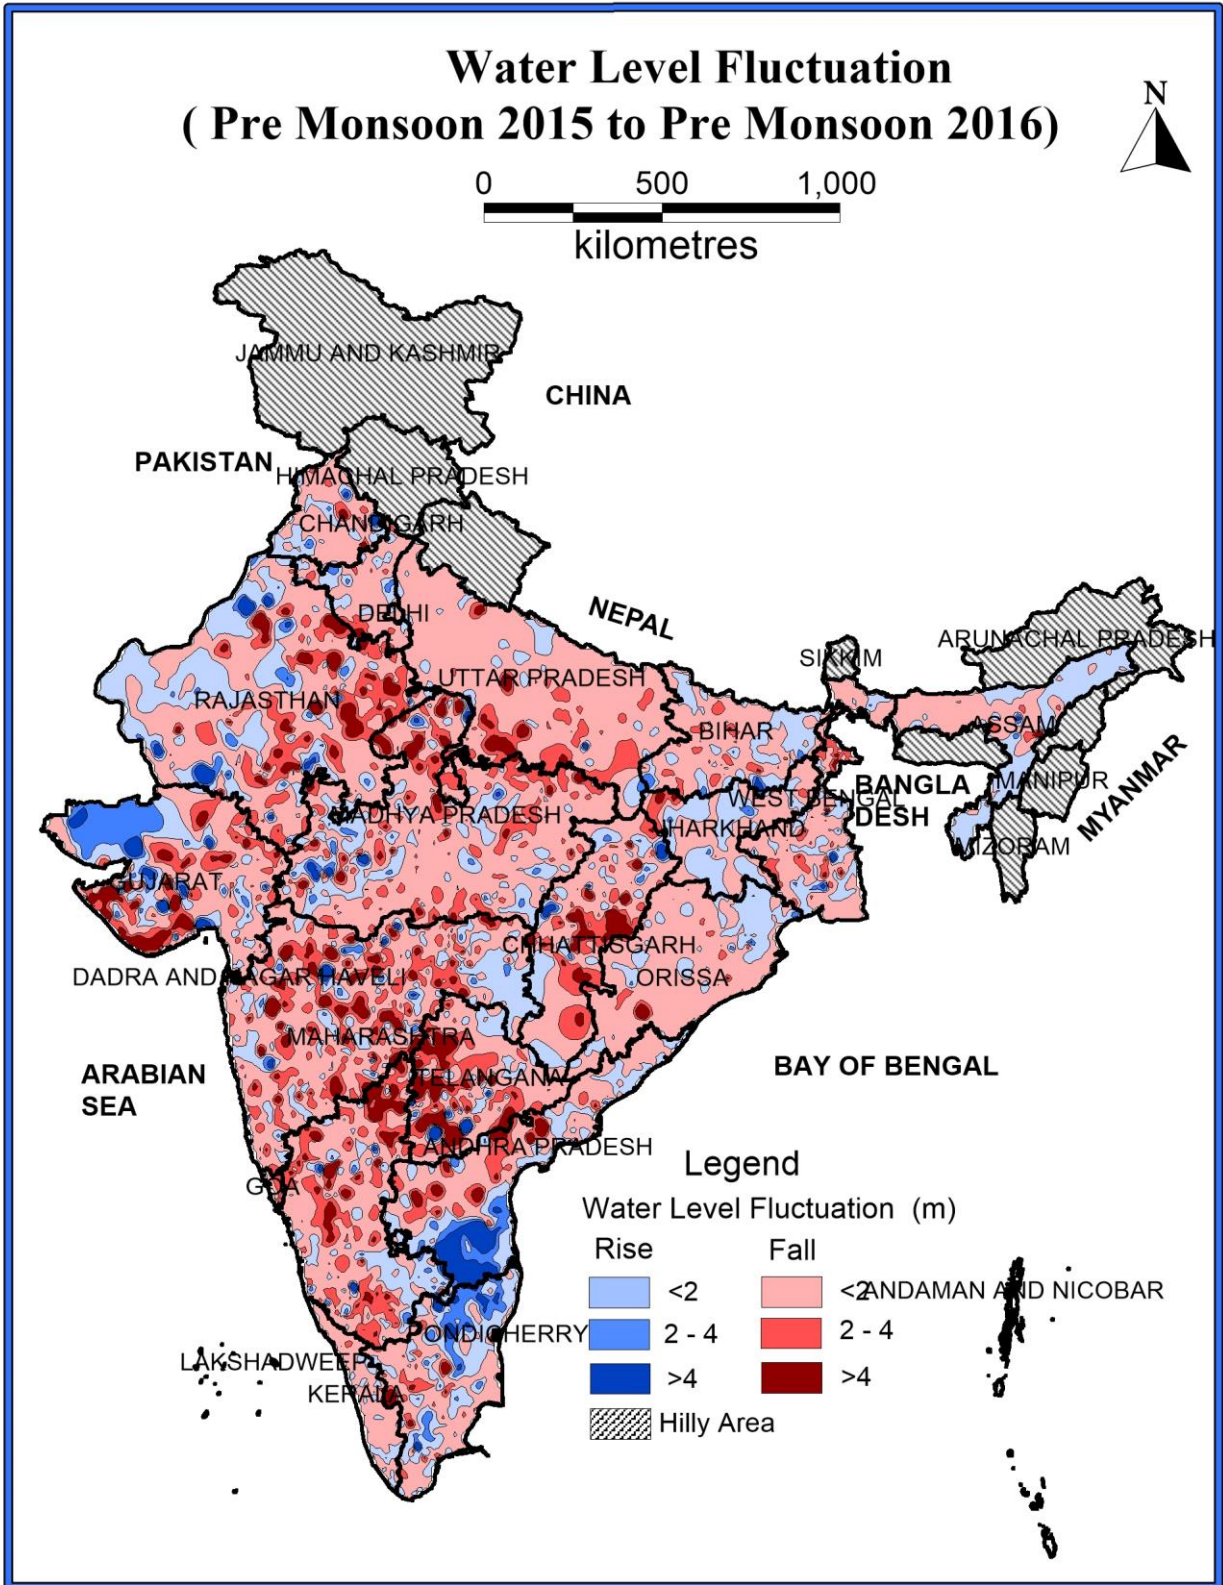 Water Level Fluctuation
( Pre Monsoon 2015 to Pre Monsoon 2016)
N
0 500 1,000
kilometres
JAMMU AND KASHMIR
CHINA
PAKISTAN
HIMACHAL PRADESH
CHANDIGARH
NEPAL
DELHI
ARUNACHAL PRADESH
SIKKIM
UTTAR PRADESH
RAJASTHAN
BIHAR
ASSAM
MANIPUR
MYANMAR
BANGLA
DESH
WEST BENGAL
MADHYA PRADESH
JHARKHAND
MIZORAM
GUJARAT
CHHATTISGARH
DADRA AND NAGAR HAVELI
ORISSA
MAHARASHTRA
ARABIAN
SEA
TELANGANA
BAY OF BENGAL
ANDHRA PRADESH
GOA
Legend
Water Level Fluctuation (m)
Rise Fall
<2 <2
ANDAMAN AND NICOBAR
2 - 4 2 - 4
PONDICHERRY
LAKSHADWEEP
>4 >4
KERALA
Hilly Area